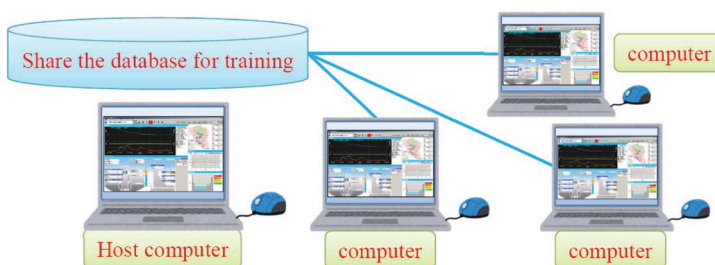 Share the database for training
computer
Host computer
computer
computer